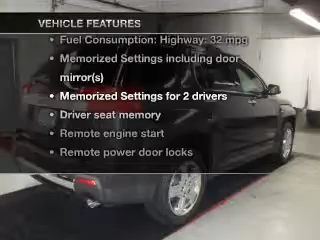 VEHICLE FEATURES
• Fuel Consumption: Highway: 32 mpg
• Memorized Settings including door
mirror(s)
• Memorized Settings for 2 drivers
• Driver seat memory
• Remote engine start
• Remote power door locks